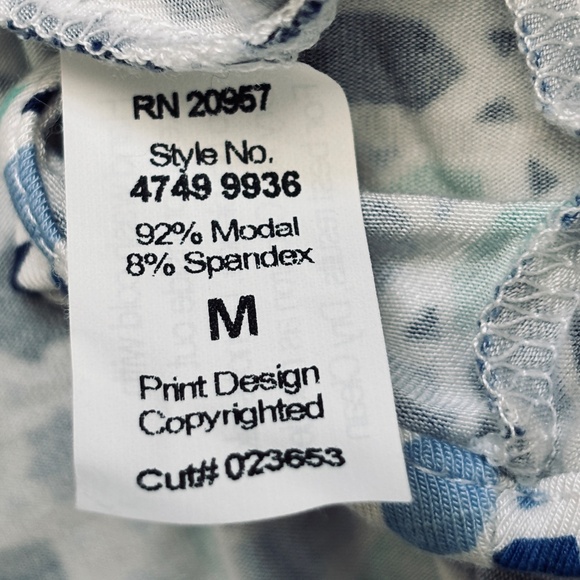 RN 20957
Style No.
4749 9936
92% Modal
8% Spandex
M
Print Design
Copyrighted
Cut# 023653